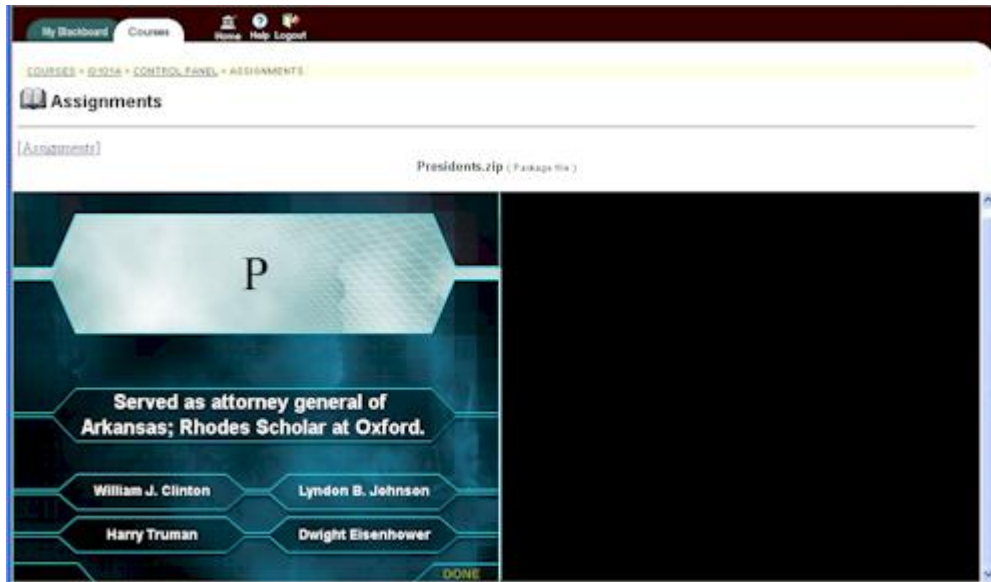 My Blackboard
Courses
Home Help Logout
COURSES > ID101A > CONTROL PANEL > ASSIGNMENTS
Assignments
[Assignments]
Presidents.zip ( Package file )
P
Served as attorney general of
Arkansas; Rhodes Scholar at Oxford.
William J. Clinton
Lyndon B. Johnson
Harry Truman
Dwight Eisenhower
DONE